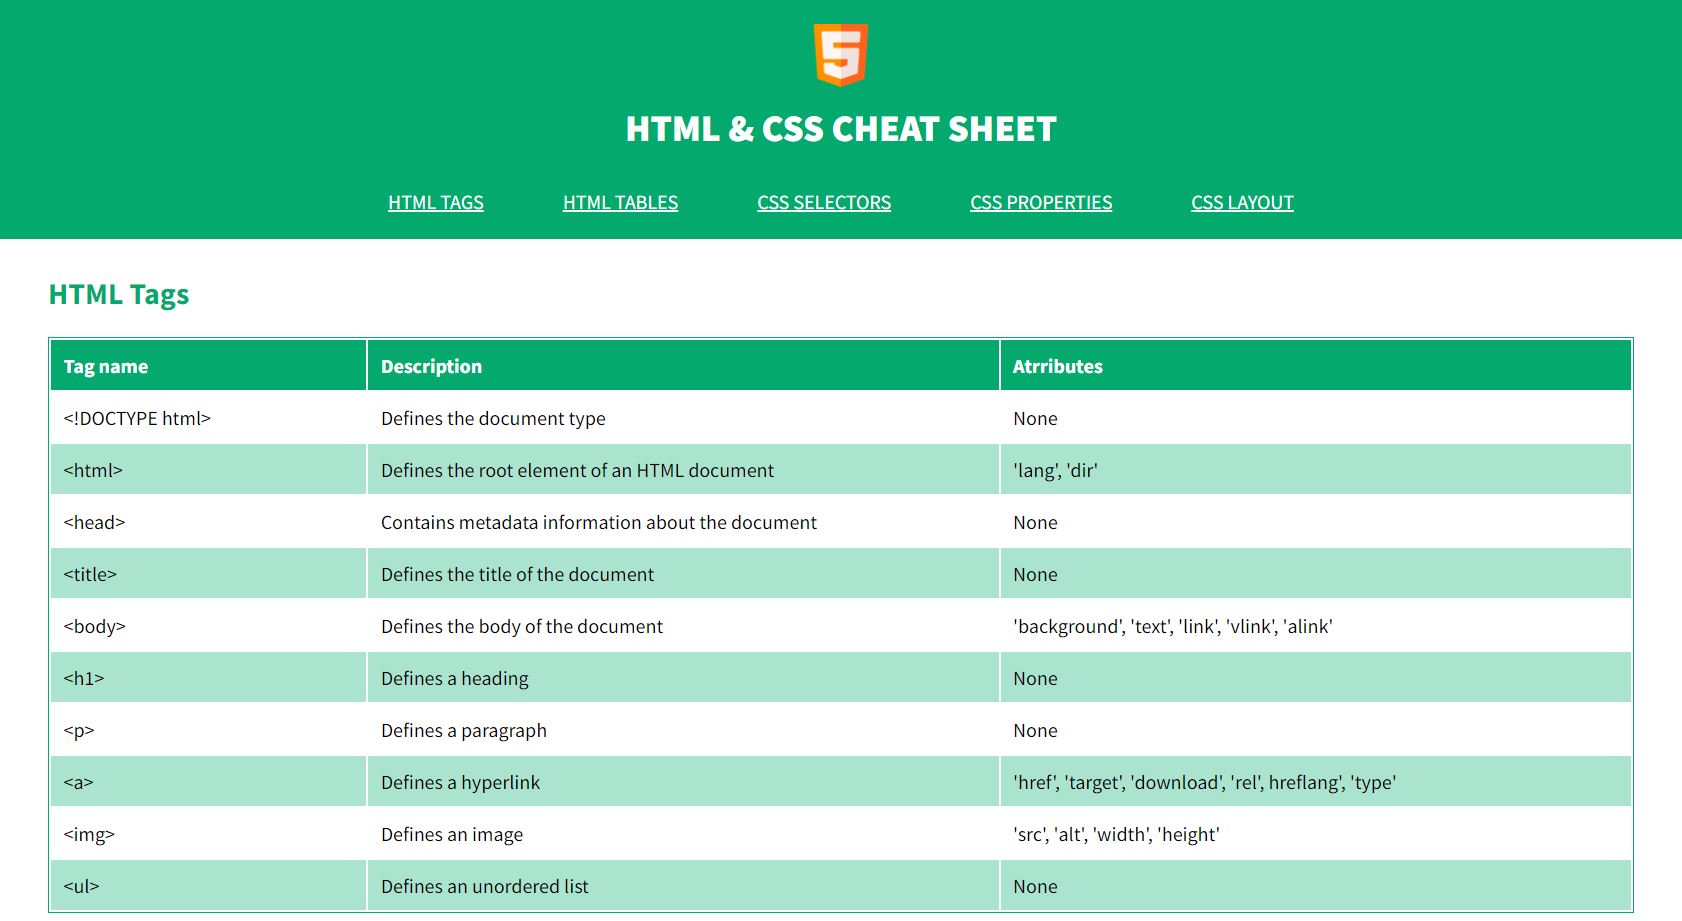 5
HTML & CSS CHEAT SHEET
HTML TAGS HTML TABLES CSS SELECTORS CSS PROPERTIES CSS LAYOUT
HTML Tags
Tag name Description Atrributes
<!DOCTYPE html> Defines the document type None
<html> Defines the root element of an HTML document 'lang', 'dir'
<head> Contains metadata information about the document None
<title> Defines the title of the document None
<body> Defines the body of the document 'background', 'text', 'link', 'vlink', 'alink'
<h1> Defines a heading None
<p> Defines a paragraph None
<a> Defines a hyperlink 'href', 'target', 'download', 'rel', hreflang', 'type'
<img> Defines an image 'src', 'alt', 'width', 'height'
<ul> Defines an unordered list None